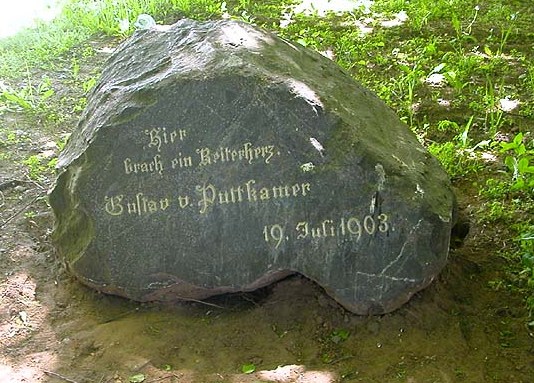 Hier
brach ein Reiterherz.
Gustav v. Puttkamer
19. Juli 1903.